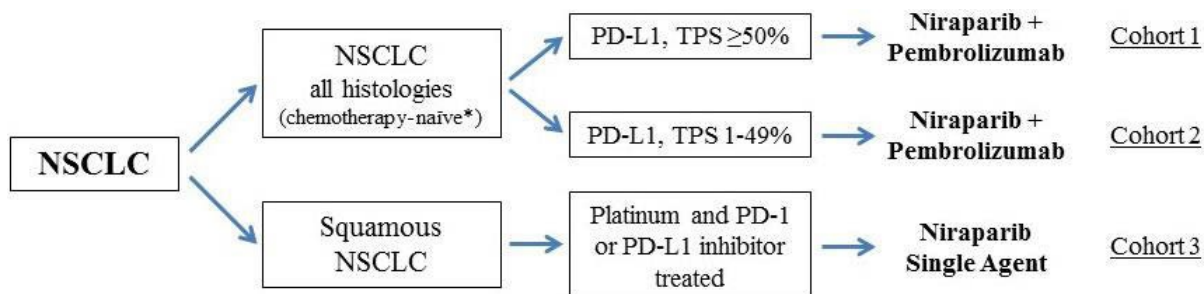 NSCLC
NSCLC
all histologies
(chemotherapy-naïve*)
PD-L1, TPS ≥50%
Niraparib +
Pembrolizumab
Cohort 1
PD-L1, TPS 1-49%
Niraparib +
Pembrolizumab
Cohort 2
Squamous
NSCLC
Platinum and PD-1
or PD-L1 inhibitor
treated
Niraparib
Single Agent
Cohort 3